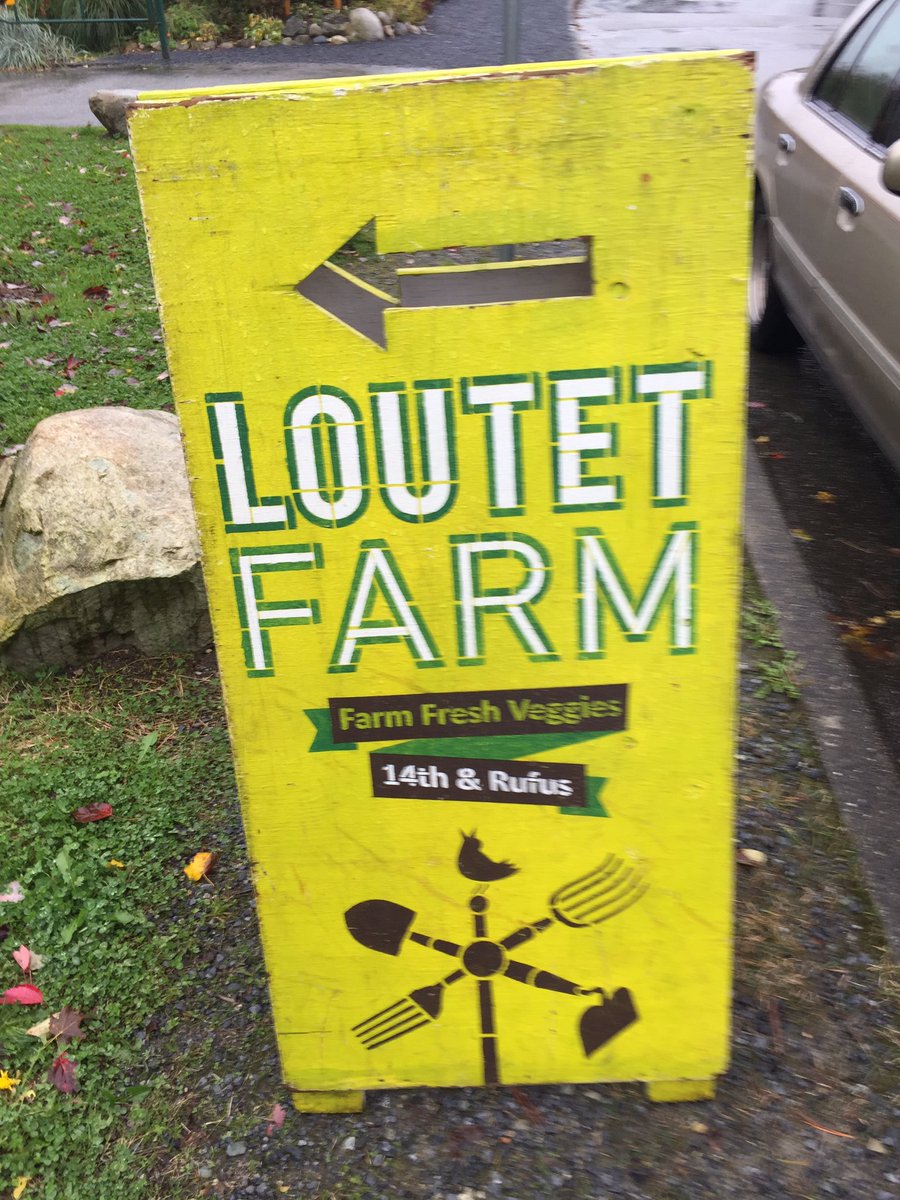 LOUTET
FARM
Farm Fresh Veggies
14th & Rufus